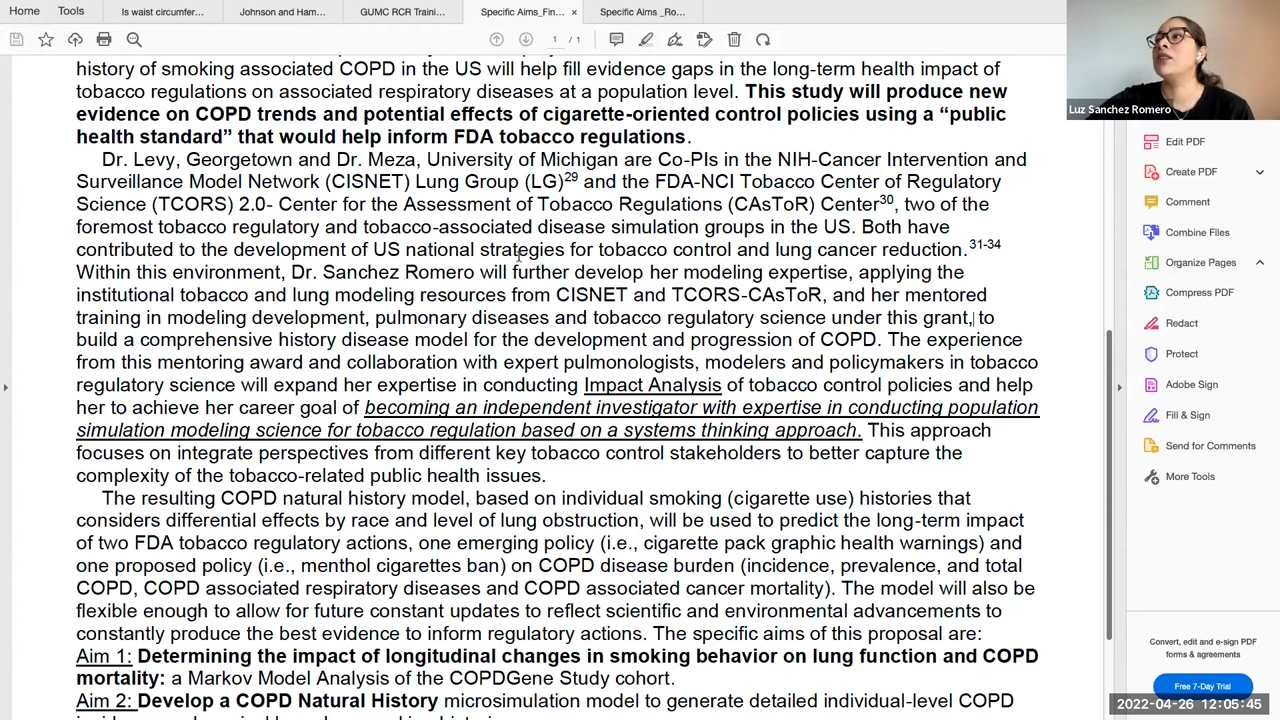 Home Tools Is waist circumfer... Johnson and Ham... GUMC RCR Traini... Specific Aims_Fin... × Specific Aims _Ro...
1 / 1
Luz Sanchez Romero
history of smoking associated COPD in the US will help fill evidence gaps in the long-term health impact of
tobacco regulations on associated respiratory diseases at a population level. This study will produce new
evidence on COPD trends and potential effects of cigarette-oriented control policies using a “public
health standard” that would help inform FDA tobacco regulations.
Dr. Levy, Georgetown and Dr. Meza, University of Michigan are Co-PIs in the NIH-Cancer Intervention and
Surveillance Model Network (CISNET) Lung Group (LG)29 and the FDA-NCI Tobacco Center of Regulatory
Science (TCORS) 2.0- Center for the Assessment of Tobacco Regulations (CAsToR) Center30, two of the
foremost tobacco regulatory and tobacco-associated disease simulation groups in the US. Both have
contributed to the development of US national strategies for tobacco control and lung cancer reduction.31-34
Within this environment, Dr. Sanchez Romero will further develop her modeling expertise, applying the
institutional tobacco and lung modeling resources from CISNET and TCORS-CAsToR, and her mentored
training in modeling development, pulmonary diseases and tobacco regulatory science under this grant, to
build a comprehensive history disease model for the development and progression of COPD. The experience
from this mentoring award and collaboration with expert pulmonologists, modelers and policymakers in tobacco
regulatory science will expand her expertise in conducting Impact Analysis of tobacco control policies and help
her to achieve her career goal of becoming an independent investigator with expertise in conducting population
simulation modeling science for tobacco regulation based on a systems thinking approach. This approach
focuses on integrate perspectives from different key tobacco control stakeholders to better capture the
complexity of the tobacco-related public health issues.
The resulting COPD natural history model, based on individual smoking (cigarette use) histories that
considers differential effects by race and level of lung obstruction, will be used to predict the long-term impact
of two FDA tobacco regulatory actions, one emerging policy (i.e., cigarette pack graphic health warnings) and
one proposed policy (i.e., menthol cigarettes ban) on COPD disease burden (incidence, prevalence, and total
COPD, COPD associated respiratory diseases and COPD associated cancer mortality). The model will also be
flexible enough to allow for future constant updates to reflect scientific and environmental advancements to
constantly produce the best evidence to inform regulatory actions. The specific aims of this proposal are:
Aim 1: Determining the impact of longitudinal changes in smoking behavior on lung function and COPD
mortality: a Markov Model Analysis of the COPDGene Study cohort.
Aim 2: Develop a COPD Natural History microsimulation model to generate detailed individual-level COPD
Edit PDF
Create PDF
Comment
Combine Files
Organize Pages
Compress PDF
Redact
Protect
Adobe Sign
Fill & Sign
Send for Comments
More Tools
Convert, edit and e-sign PDF
forms & agreements
Free 7-Day Trial
2022-04-26 12:05:45